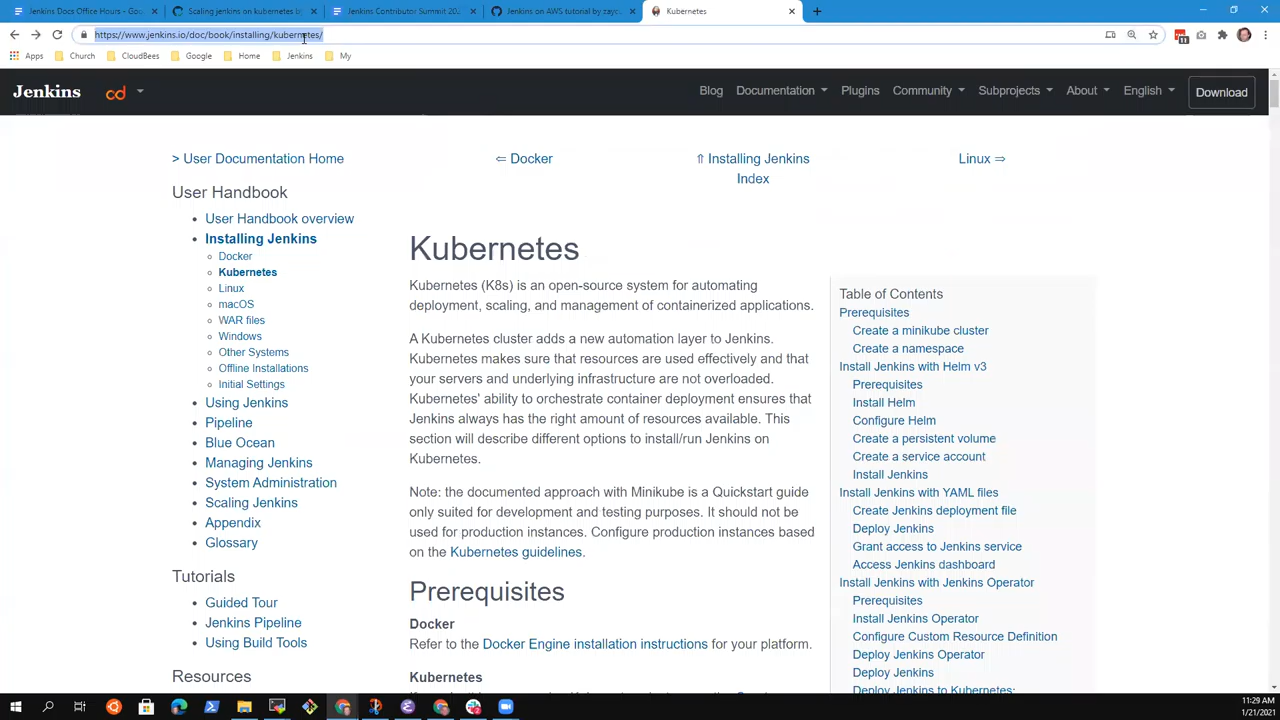 Jenkins Docs Office Hours - Goo
Scaling jenkins on kubernetes b
Jenkins Contributor Summit 202
Jenkins on AWS tutorial by zayc
Kubernetes
https://www.jenkins.io/doc/book/installing/kubernetes/
Apps
Church
CloudBees
Google
Home
Jenkins
My
Jenkins
cd
Blog
Documentation
Plugins
Community
Subprojects
About
English
Download
> User Documentation Home
⇐ Docker
⇑ Installing Jenkins
Index
Linux ⇒
User Handbook
User Handbook overview
Installing Jenkins
Docker
Kubernetes
Linux
macOS
WAR files
Windows
Other Systems
Offline Installations
Initial Settings
Using Jenkins
Pipeline
Blue Ocean
Managing Jenkins
System Administration
Scaling Jenkins
Appendix
Glossary
Tutorials
Guided Tour
Jenkins Pipeline
Using Build Tools
Resources
Kubernetes
Kubernetes (K8s) is an open-source system for automating
deployment, scaling, and management of containerized applications.
A Kubernetes cluster adds a new automation layer to Jenkins.
Kubernetes makes sure that resources are used effectively and that
your servers and underlying infrastructure are not overloaded.
Kubernetes' ability to orchestrate container deployment ensures that
Jenkins always has the right amount of resources available. This
section will describe different options to install/run Jenkins on
Kubernetes.
Note: the documented approach with Minikube is a Quickstart guide
only suited for development and testing purposes. It should not be
used for production instances. Configure production instances based
on the Kubernetes guidelines.
Prerequisites
Docker
Refer to the Docker Engine installation instructions for your platform.
Kubernetes
Table of Contents
Prerequisites
Create a minikube cluster
Create a namespace
Install Jenkins with Helm v3
Prerequisites
Install Helm
Configure Helm
Create a persistent volume
Create a service account
Install Jenkins
Install Jenkins with YAML files
Create Jenkins deployment file
Deploy Jenkins
Grant access to Jenkins service
Access Jenkins dashboard
Install Jenkins with Jenkins Operator
Prerequisites
Install Jenkins Operator
Configure Custom Resource Definition
Deploy Jenkins Operator
Deploy Jenkins
Deploy Jenkins to Kubernetes:
11:29 AM
1/21/2021